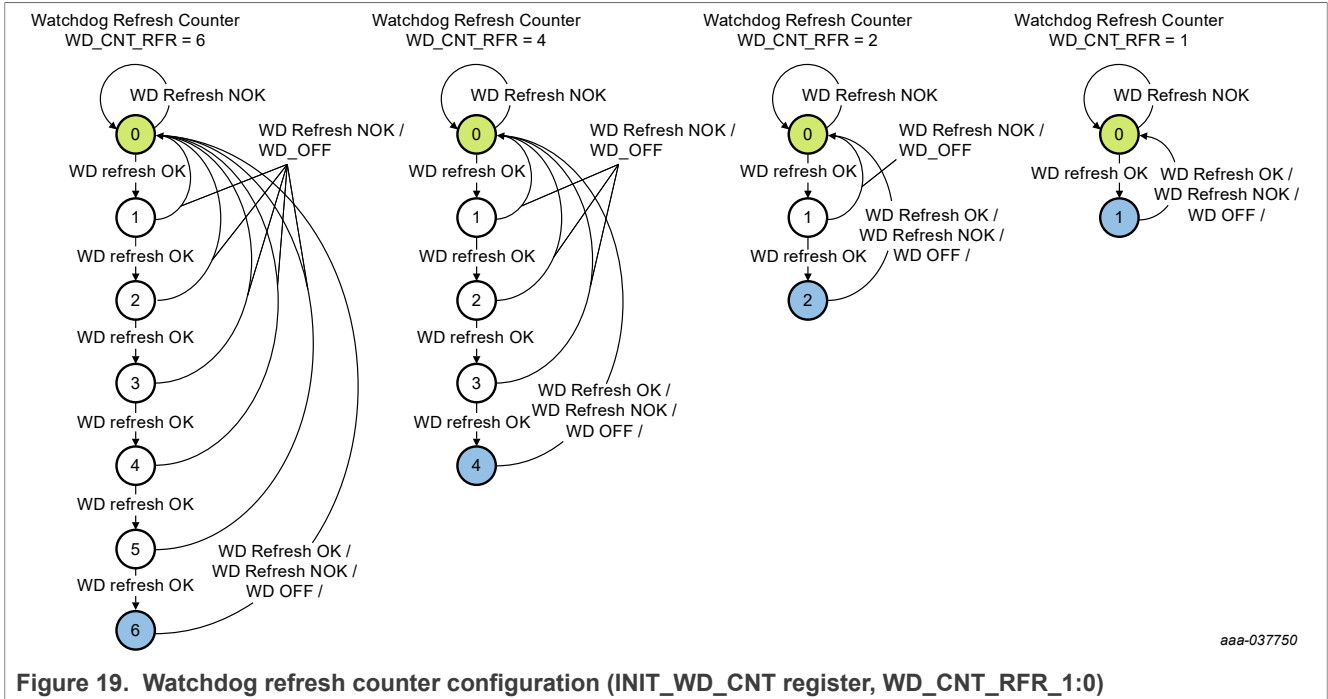 Watchdog Refresh Counter
WD_CNT_RFR = 6
WD Refresh NOK
0
WD Refresh NOK /
WD_OFF
WD refresh OK
1
WD refresh OK
2
WD refresh OK
3
WD refresh OK
4
WD refresh OK
5
WD Refresh OK /
WD Refresh NOK /
WD OFF /
WD refresh OK
6
Watchdog Refresh Counter
WD_CNT_RFR = 4
WD Refresh NOK
0
WD Refresh NOK /
WD_OFF
WD refresh OK
1
WD refresh OK
2
WD refresh OK
3
WD Refresh OK /
WD Refresh NOK /
WD OFF /
WD refresh OK
4
Watchdog Refresh Counter
WD_CNT_RFR = 2
WD Refresh NOK
0
WD Refresh NOK /
WD_OFF
WD refresh OK
1
WD Refresh OK /
WD Refresh NOK /
WD OFF /
WD refresh OK
2
Watchdog Refresh Counter
WD_CNT_RFR = 1
WD Refresh NOK
0
WD refresh OK
WD Refresh OK /
WD Refresh NOK /
WD OFF /
1
aaa-037750
Figure 19. Watchdog refresh counter configuration (INIT_WD_CNT register, WD_CNT_RFR_1:0)